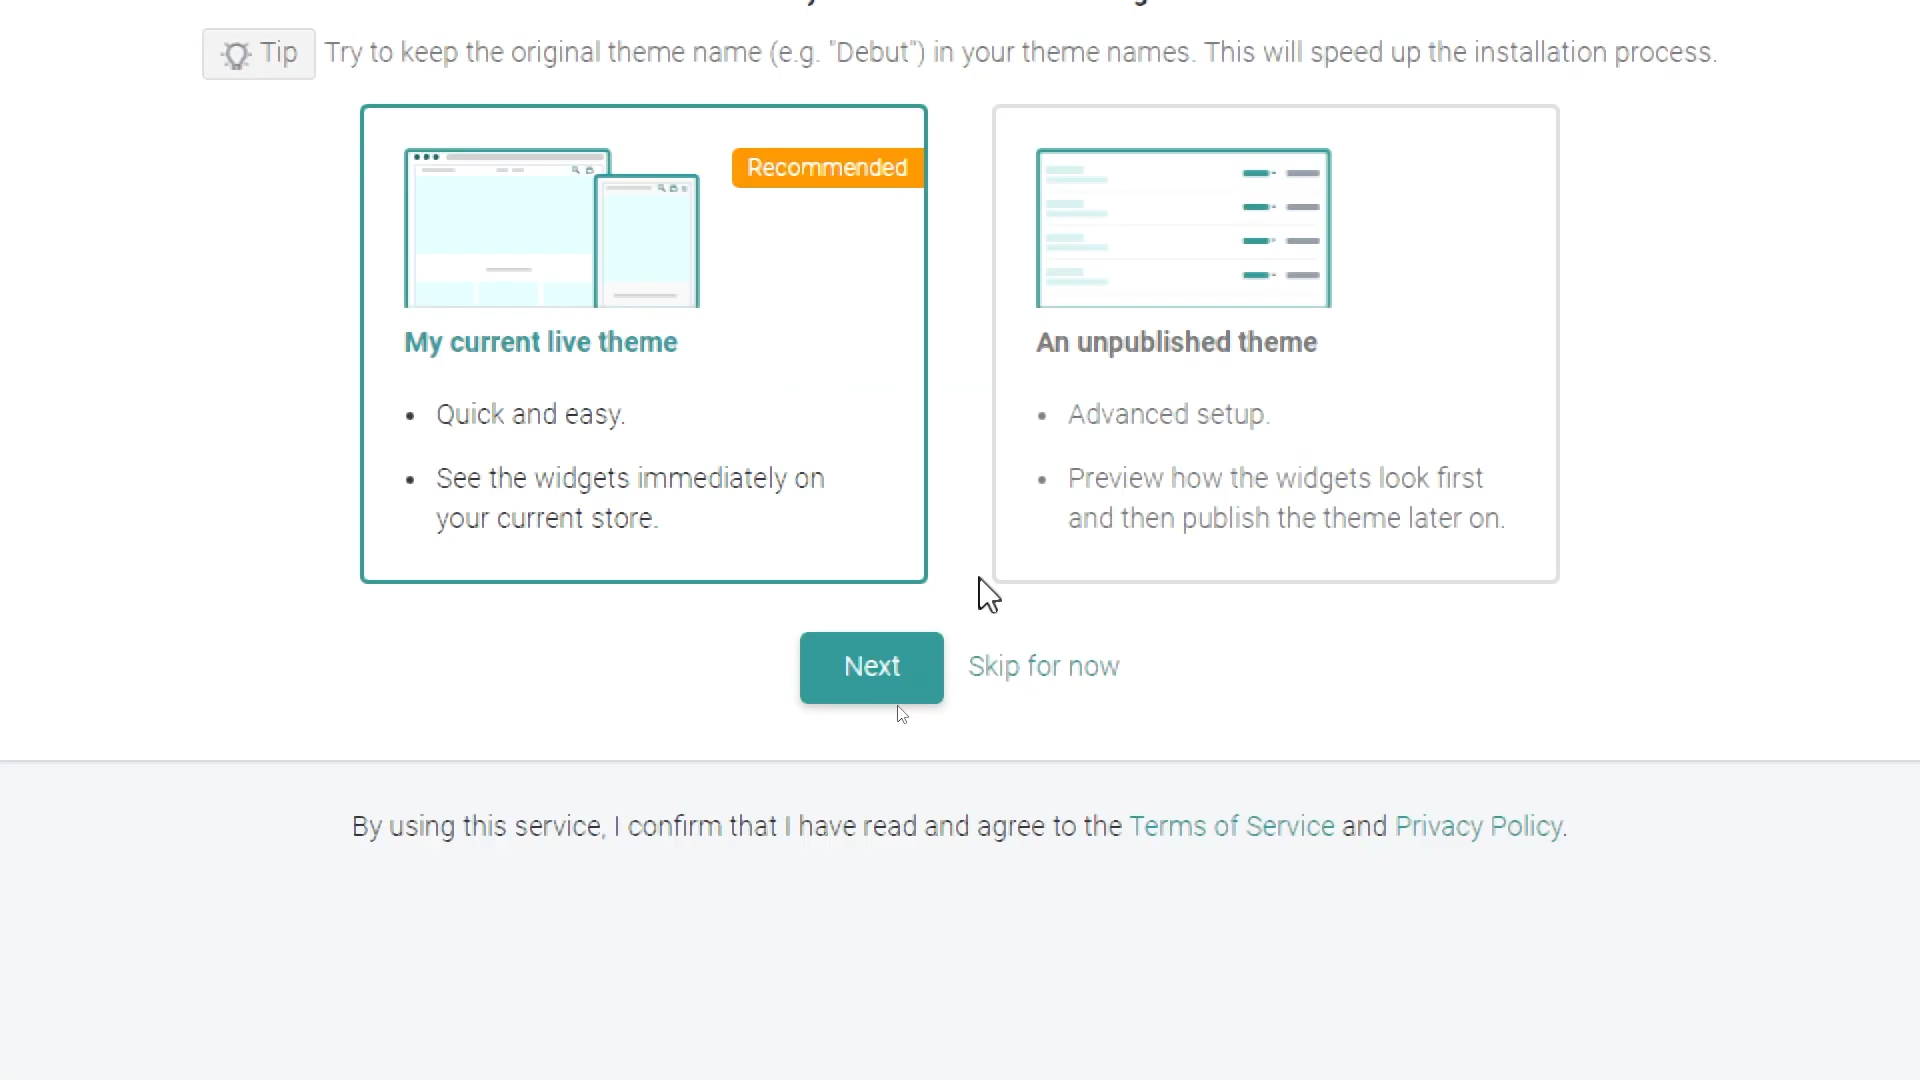 Tip Try to keep the original theme name (e.g. "Debut") in your theme names. This will speed up the installation process.
Recommended
My current live theme
• Quick and easy.
• See the widgets immediately on
your current store.
An unpublished theme
• Advanced setup.
• Preview how the widgets look first
and then publish the theme later on.
Next
Skip for now
By using this service, I confirm that I have read and agree to the Terms of Service and Privacy Policy.